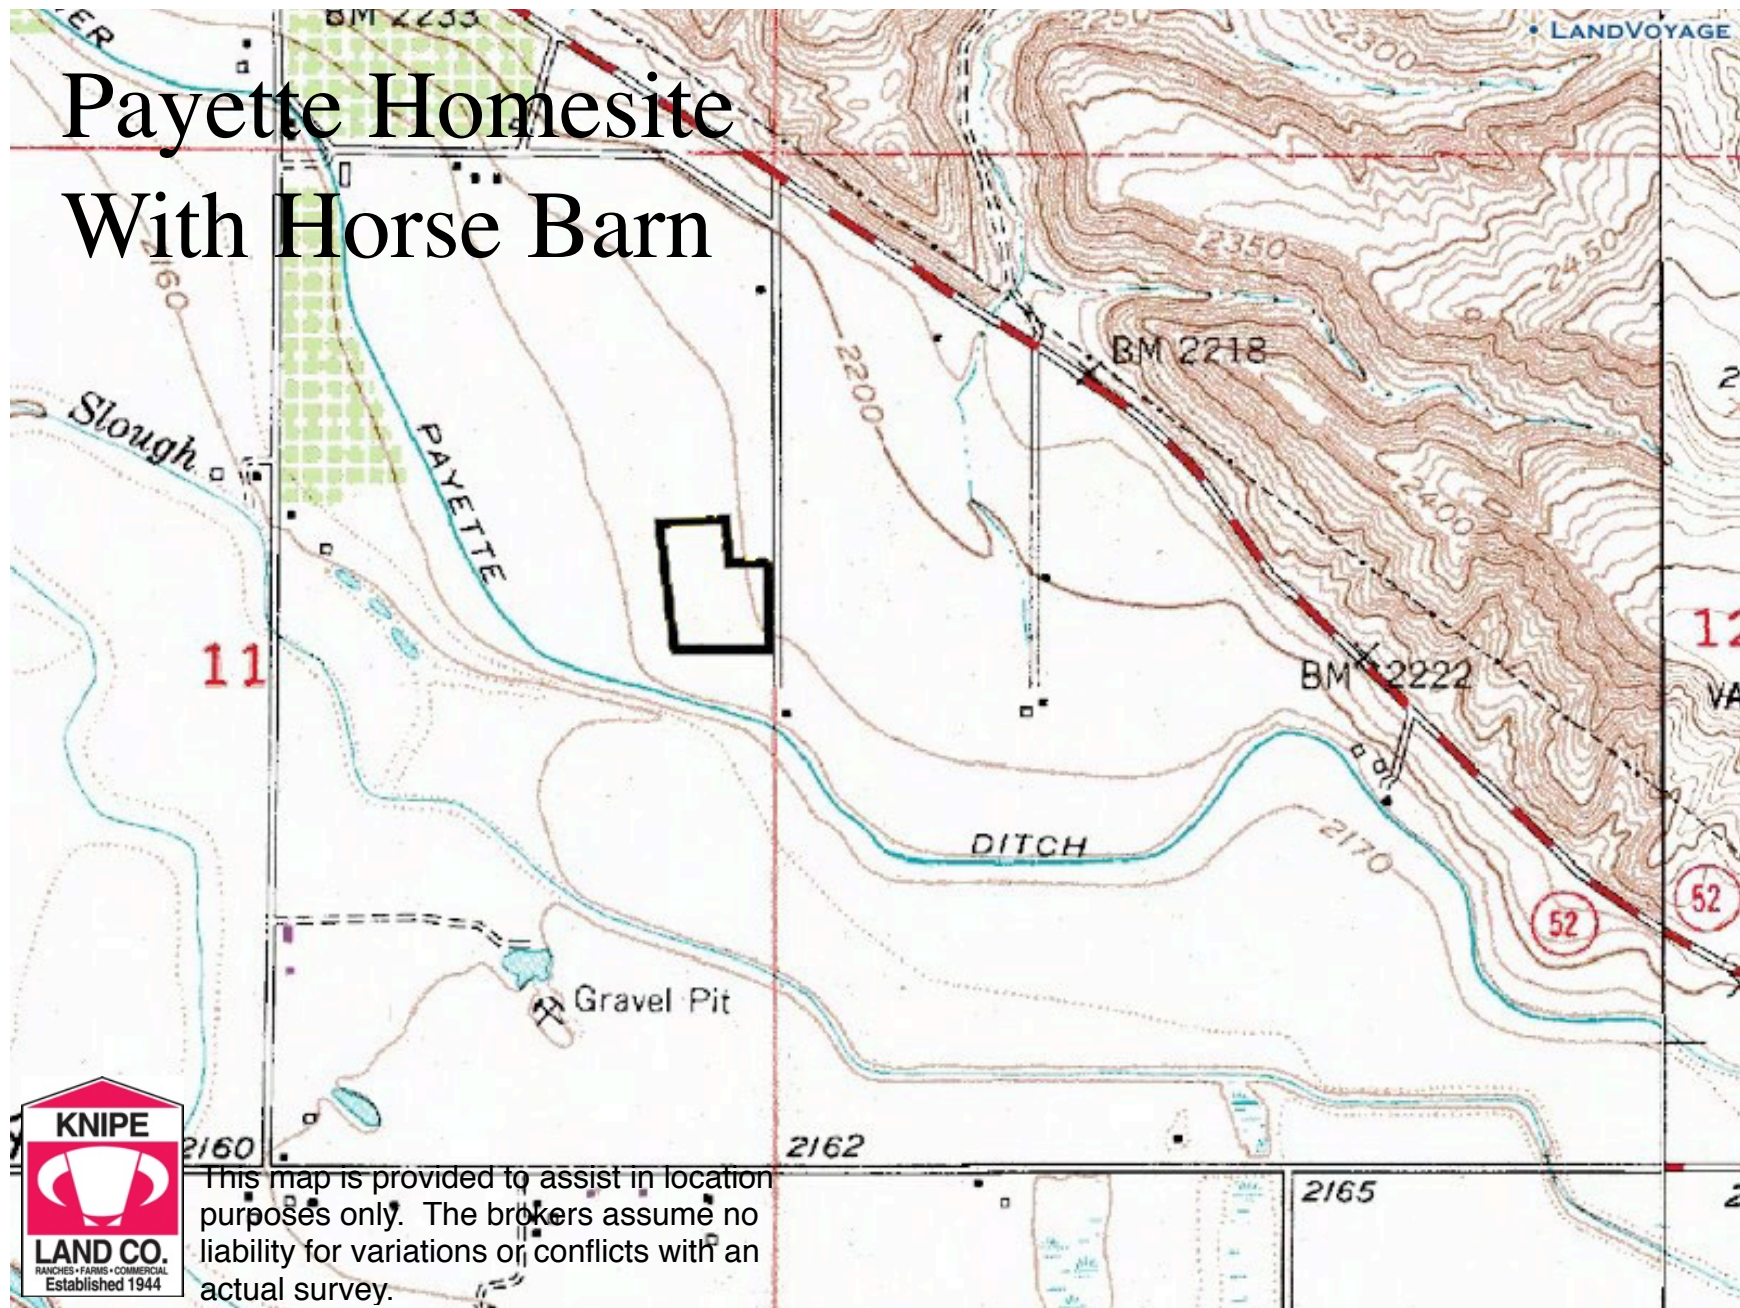 BM 2233
LANDVOYAGE
2250
2300
Payette Homesite
With Horse Barn
2160
2350
2450
BM 2218
2200
Slough
PAYETTE
2400
11
12
BM 2222
DITCH
2170
52
52
Gravel Pit
2160
2162
2165
KNIPE
LAND CO.
RANCHES • FARMS • COMMERCIAL
Established 1944
This map is provided to assist in location
purposes only. The brokers assume no
liability for variations or conflicts with an
actual survey.